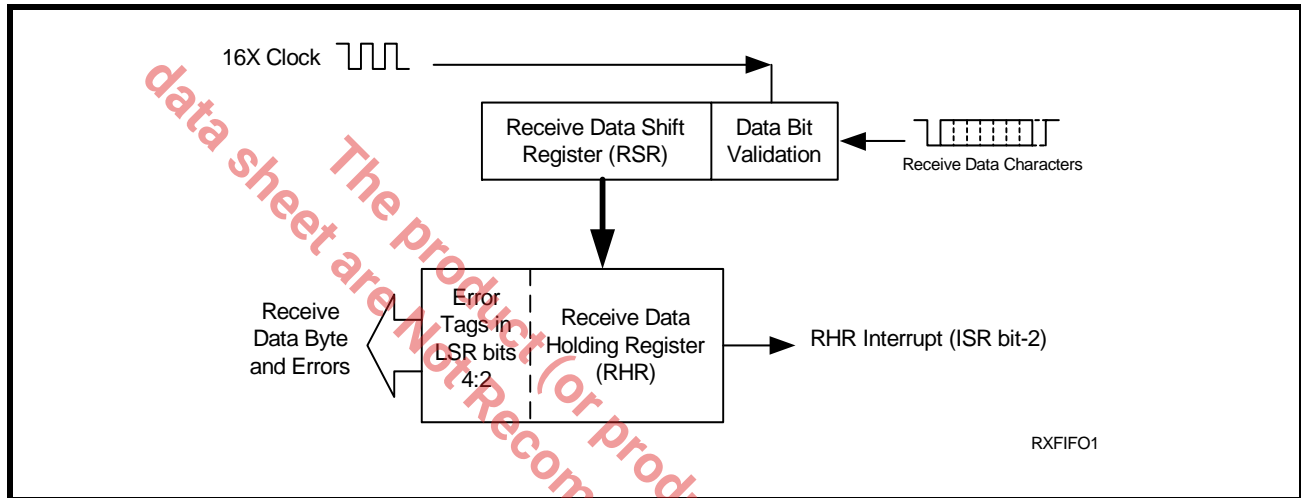 16X Clock
Receive Data Shift
Register (RSR)
Data Bit
Validation
Receive Data Characters
Receive
Data Byte
and Errors
Error
Tags in
LSR bits
4:2
Receive Data
Holding Register
(RHR)
RHR Interrupt (ISR bit-2)
RXFIFO1
The product (or produ
data sheet are Not Recom